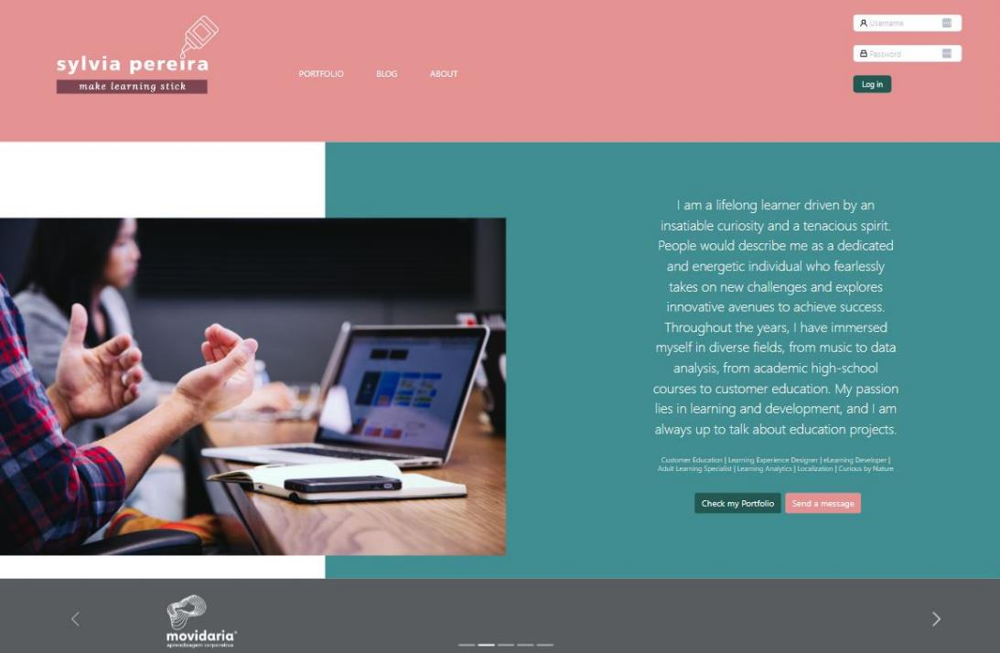 sylvia pereira
make learning stick
PORTFOLIO
BLOG
ABOUT
Username
Password
Log in
I am a lifelong learner driven by an
insatiable curiosity and a tenacious spirit.
People would describe me as a dedicated
and energetic individual who fearlessly
takes on new challenges and explores
innovative avenues to achieve success.
Throughout the years, I have immersed
myself in diverse fields, from music to data
analysis, from academic high-school
courses to customer education. My passion
lies in learning and development, and I am
always up to talk about education projects.
Customer Education | Learning Experience Designer | eLearning Developer |
Adult Learning Specialist | Learning Analytics | Localization | Curious by Nature
Check my Portfolio
Send a message
movidaria®
aprendizagem corporativa